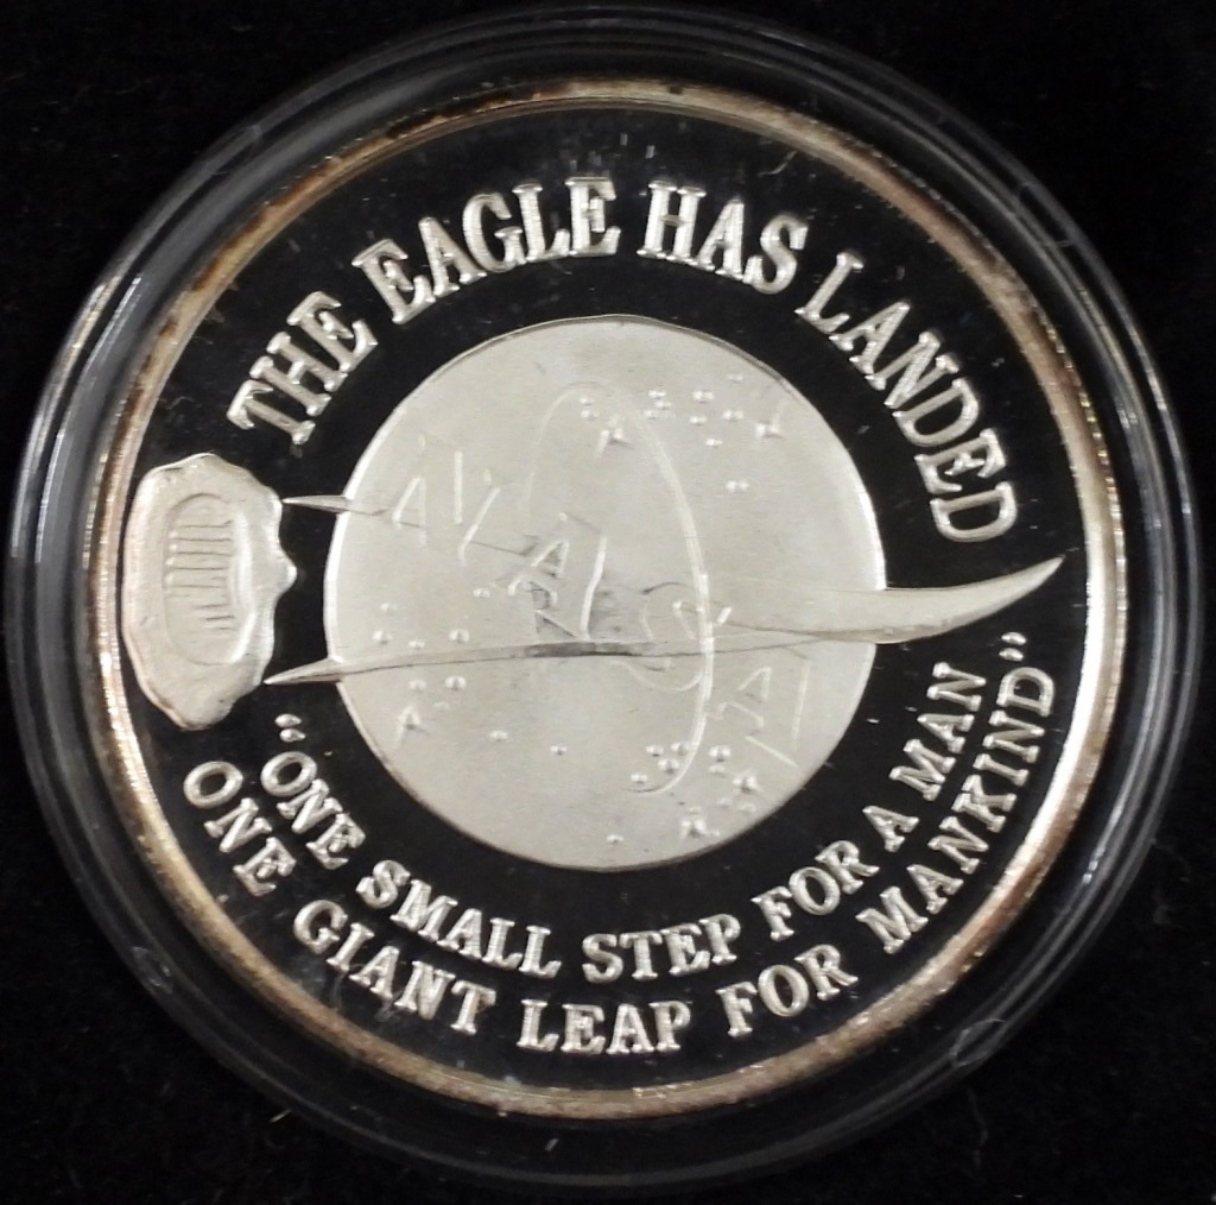 THE EAGLE HAS LANDED
NASA
"ONE SMALL STEP FOR A MAN
ONE GIANT LEAP FOR MANKIND"